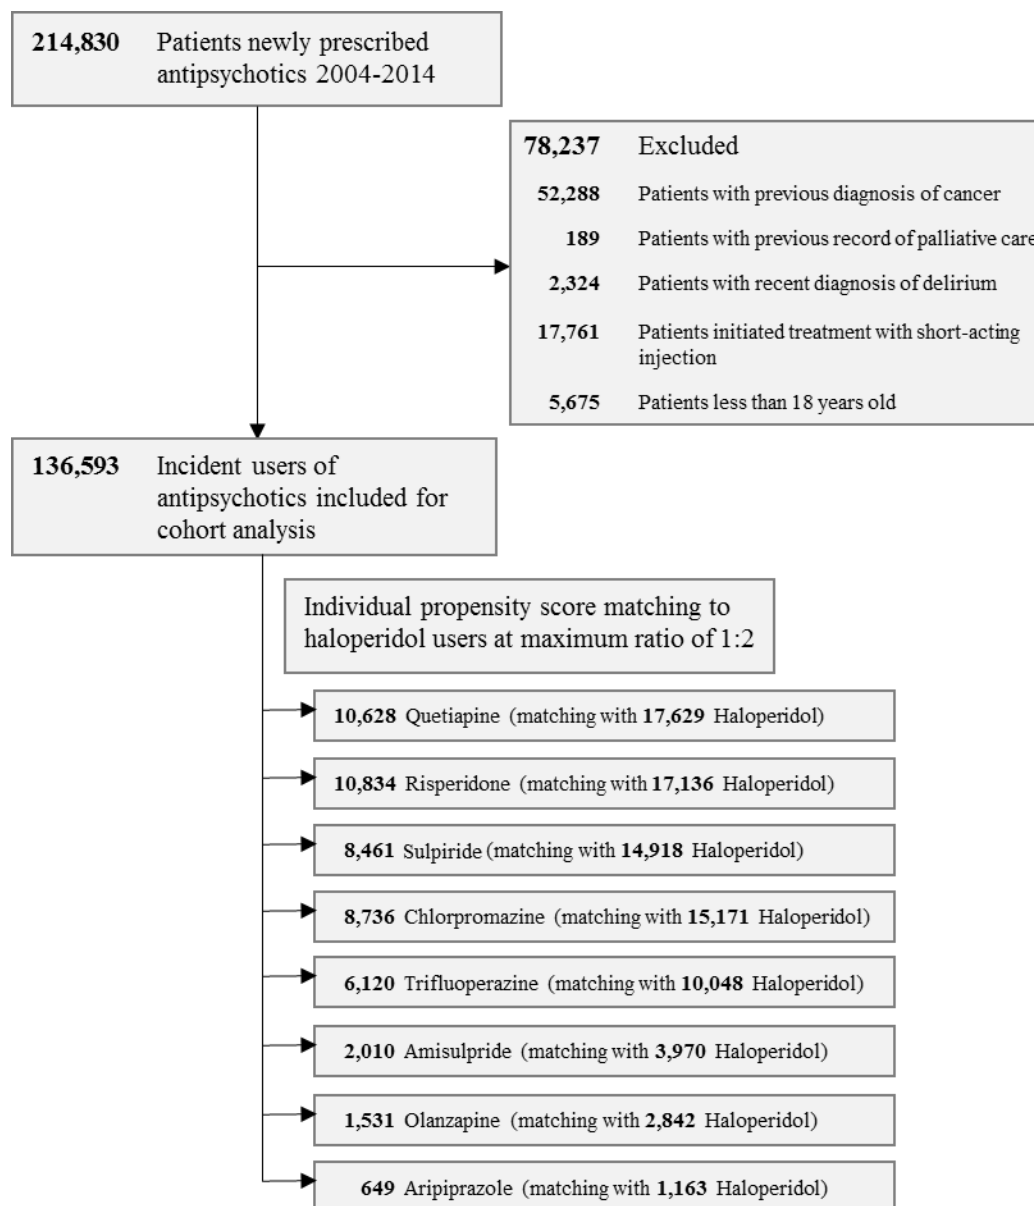 214,830 Patients newly prescribed
antipsychotics 2004-2014
78,237 Excluded
52,288 Patients with previous diagnosis of cancer
189 Patients with previous record of palliative care
2,324 Patients with recent diagnosis of delirium
17,761 Patients initiated treatment with short-acting
injection
5,675 Patients less than 18 years old
136,593 Incident users of
antipsychotics included for
cohort analysis
Individual propensity score matching to
haloperidol users at maximum ratio of 1:2
10,628 Quetiapine (matching with 17,629 Haloperidol)
10,834 Risperidone (matching with 17,136 Haloperidol)
8,461 Sulpiride (matching with 14,918 Haloperidol)
8,736 Chlorpromazine (matching with 15,171 Haloperidol)
6,120 Trifluoperazine (matching with 10,048 Haloperidol)
2,010 Amisulpride (matching with 3,970 Haloperidol)
1,531 Olanzapine (matching with 2,842 Haloperidol)
649 Aripiprazole (matching with 1,163 Haloperidol)